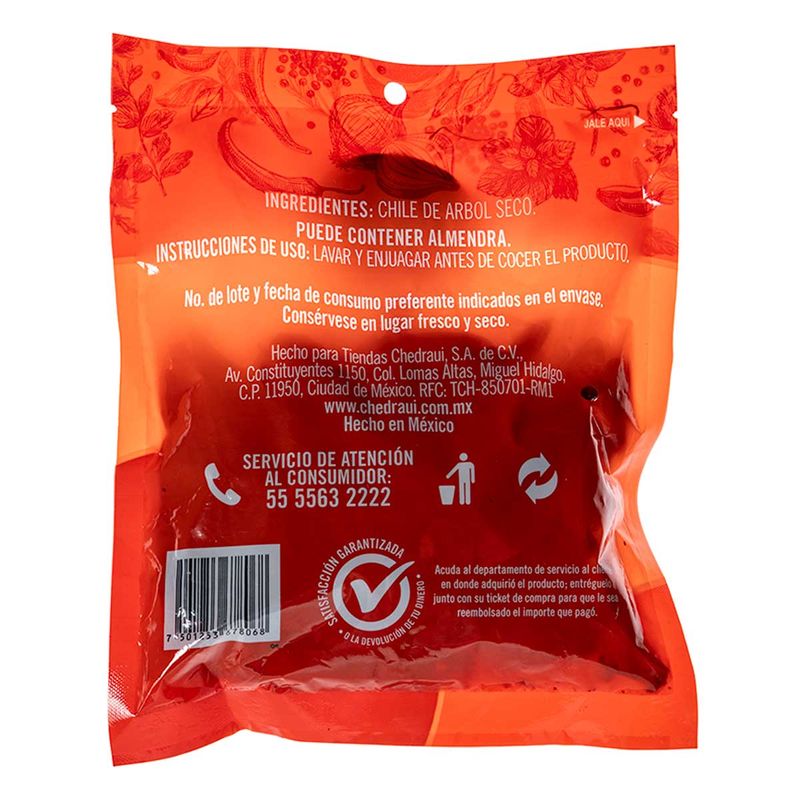 JALE AQUI
INGREDIENTES: CHILE DE ARBOL SECO.
PUEDE CONTENER ALMENDRA.
INSTRUCCIONES DE USO: LAVAR Y ENJUAGAR ANTES DE COCER EL PRODUCTO.
No. de lote y fecha de consumo preferente indicados en el envase.
Consérvese en lugar fresco y seco.
Hecho para Tiendas Chedraui, S.A. de C.V.,
Av. Constituyentes 1150, Col. Lomas Altas, Miguel Hidalgo,
C.P. 11950, Ciudad de México. RFC: TCH-850701-RM1
www.chedraui.com.mx
Hecho en México
SERVICIO DE ATENCIÓN
AL CONSUMIDOR:
55 5563 2222
SATISFACCIÓN GARANTIZADA
• O LA DEVOLUCIÓN DE TU DINERO •
Acuda al departamento de servicio al
en donde adquirió el producto; entréguelo
junto con su ticket de compra para que le sea
reembolsado el importe que pagó.
7 501253 878068